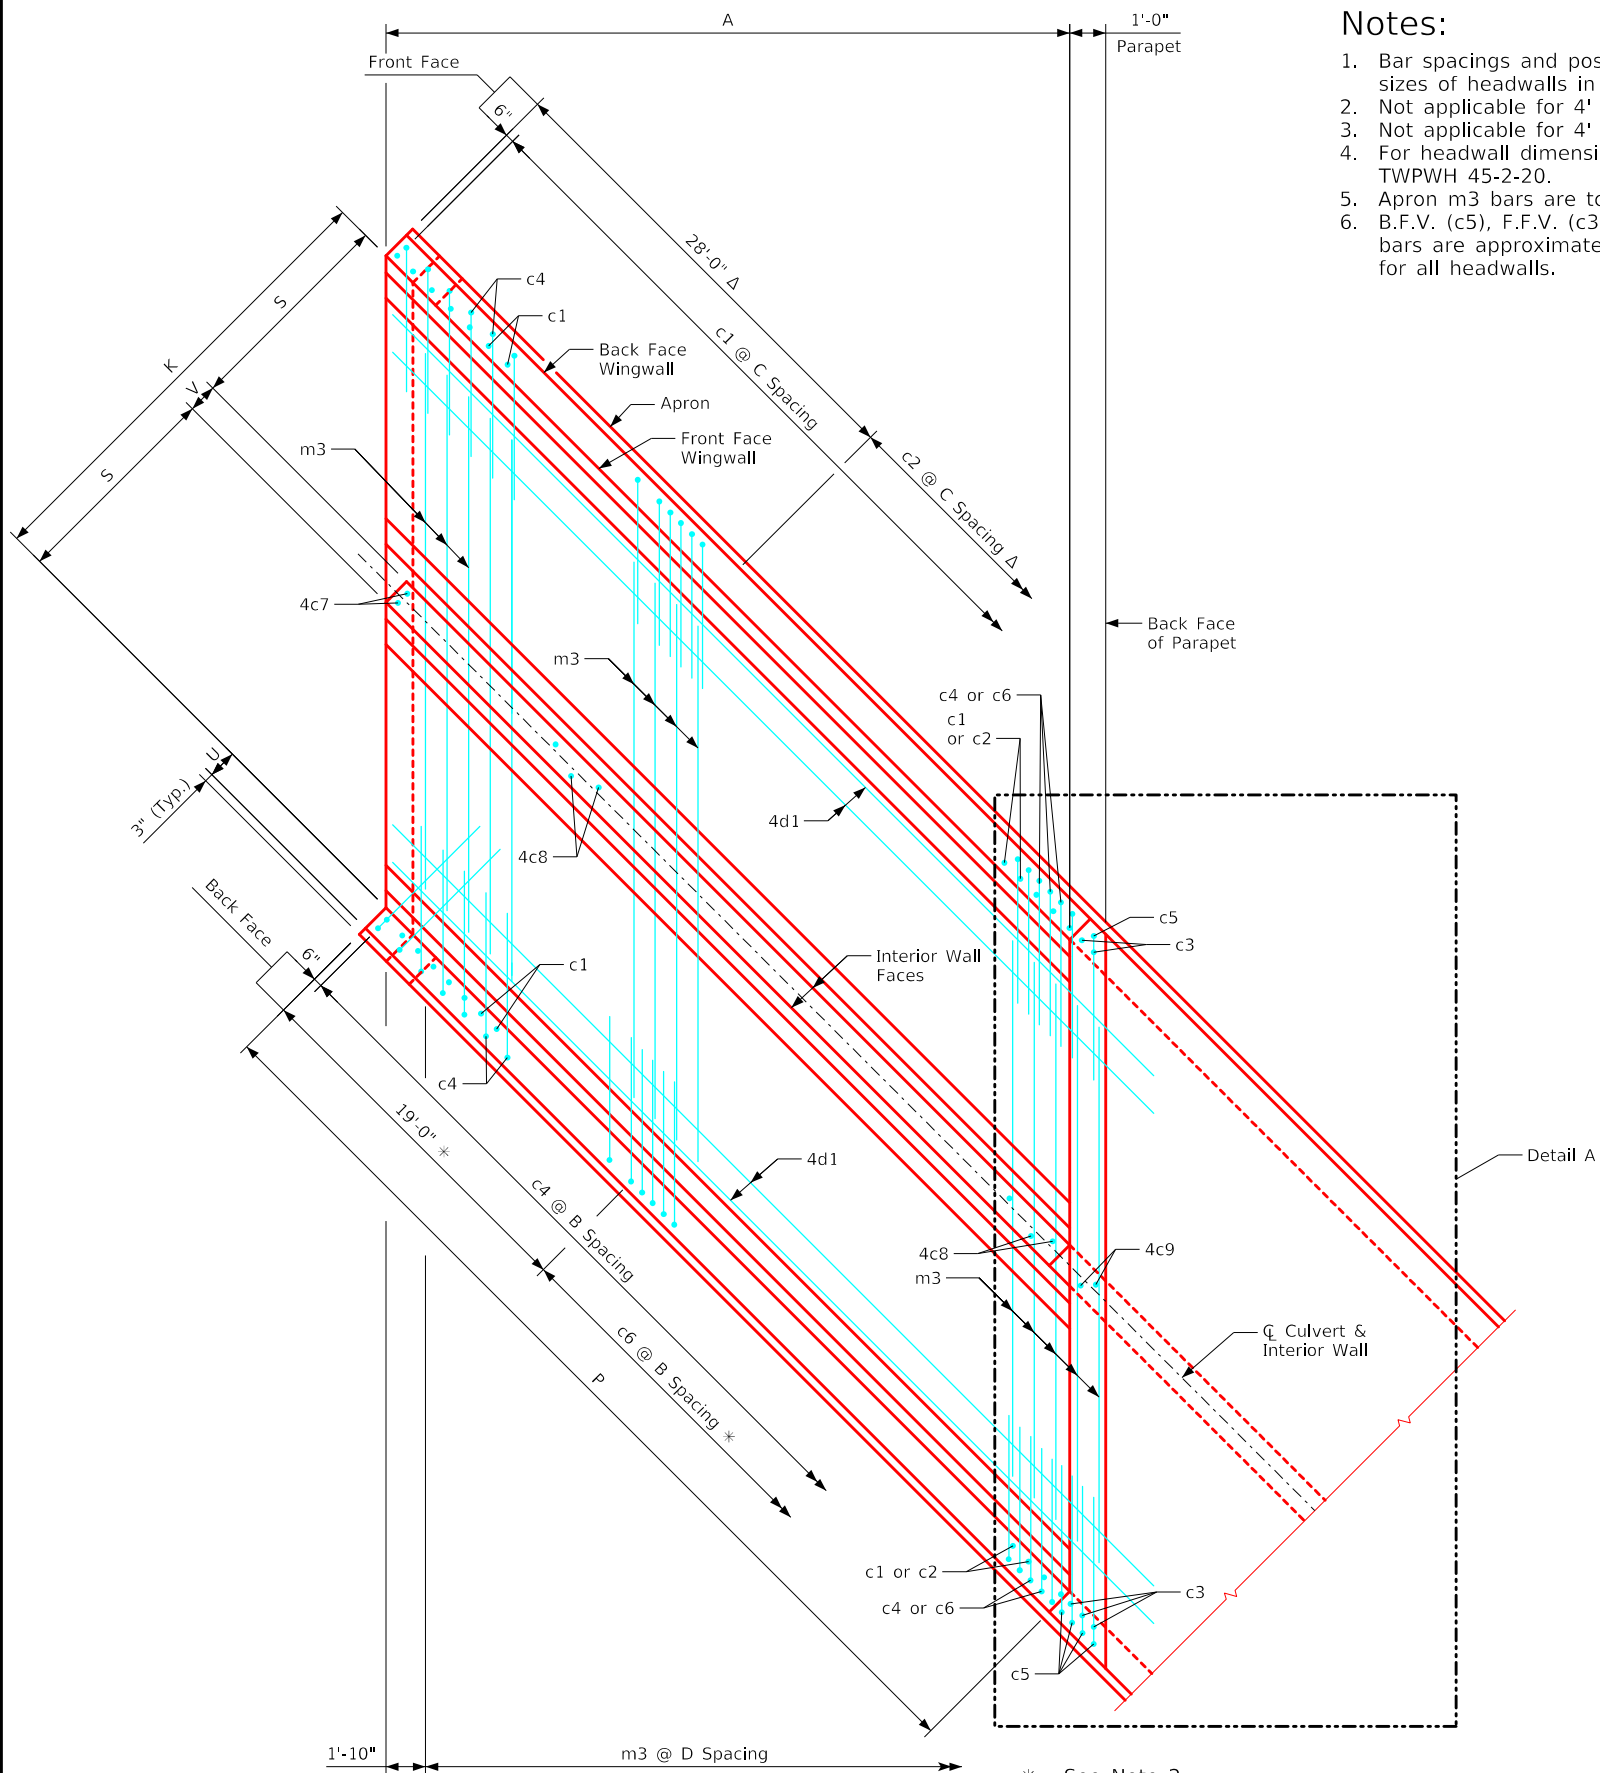 A
1'-0"
Parapet
Notes:
1. Bar spacings and pos
sizes of headwalls in
2. Not applicable for 4'
3. Not applicable for 4'
4. For headwall dimensi
TWPWH 45-2-20.
5. Apron m3 bars are to
6. B.F.V. (c5), F.F.V. (c3
bars are approximate
for all headwalls.
Front Face
6"
28'-0" Δ
c1 @ C Spacing
c2 @ C Spacing Δ
c4
c1
Back Face
Wingwall
Apron
Front Face
Wingwall
K
S
V
S
m3
4c7
m3
Back Face
of Parapet
c4 or c6
c1
or c2
U
3" (Typ.)
4d1
4c8
Back Face
6"
c5
c3
Interior Wall
Faces
c1
c4
19'-0" *
c4 @ B Spacing
c6 @ B Spacing *
P
4d1
Detail A
4c8
4c9
m3
℄ Culvert &
Interior Wall
c1 or c2
c4 or c6
c3
c5
1'-10"
m3 @ D Spacing